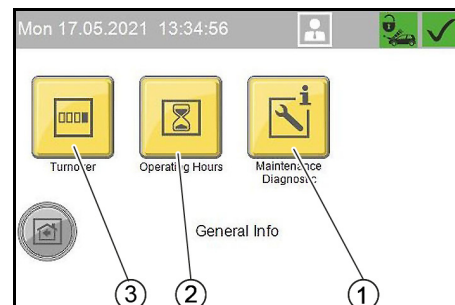 Mon 17.05.2021 13:34:56
Turnover
Operating Hours
Maintenance
Diagnostic
General Info
3
2
1